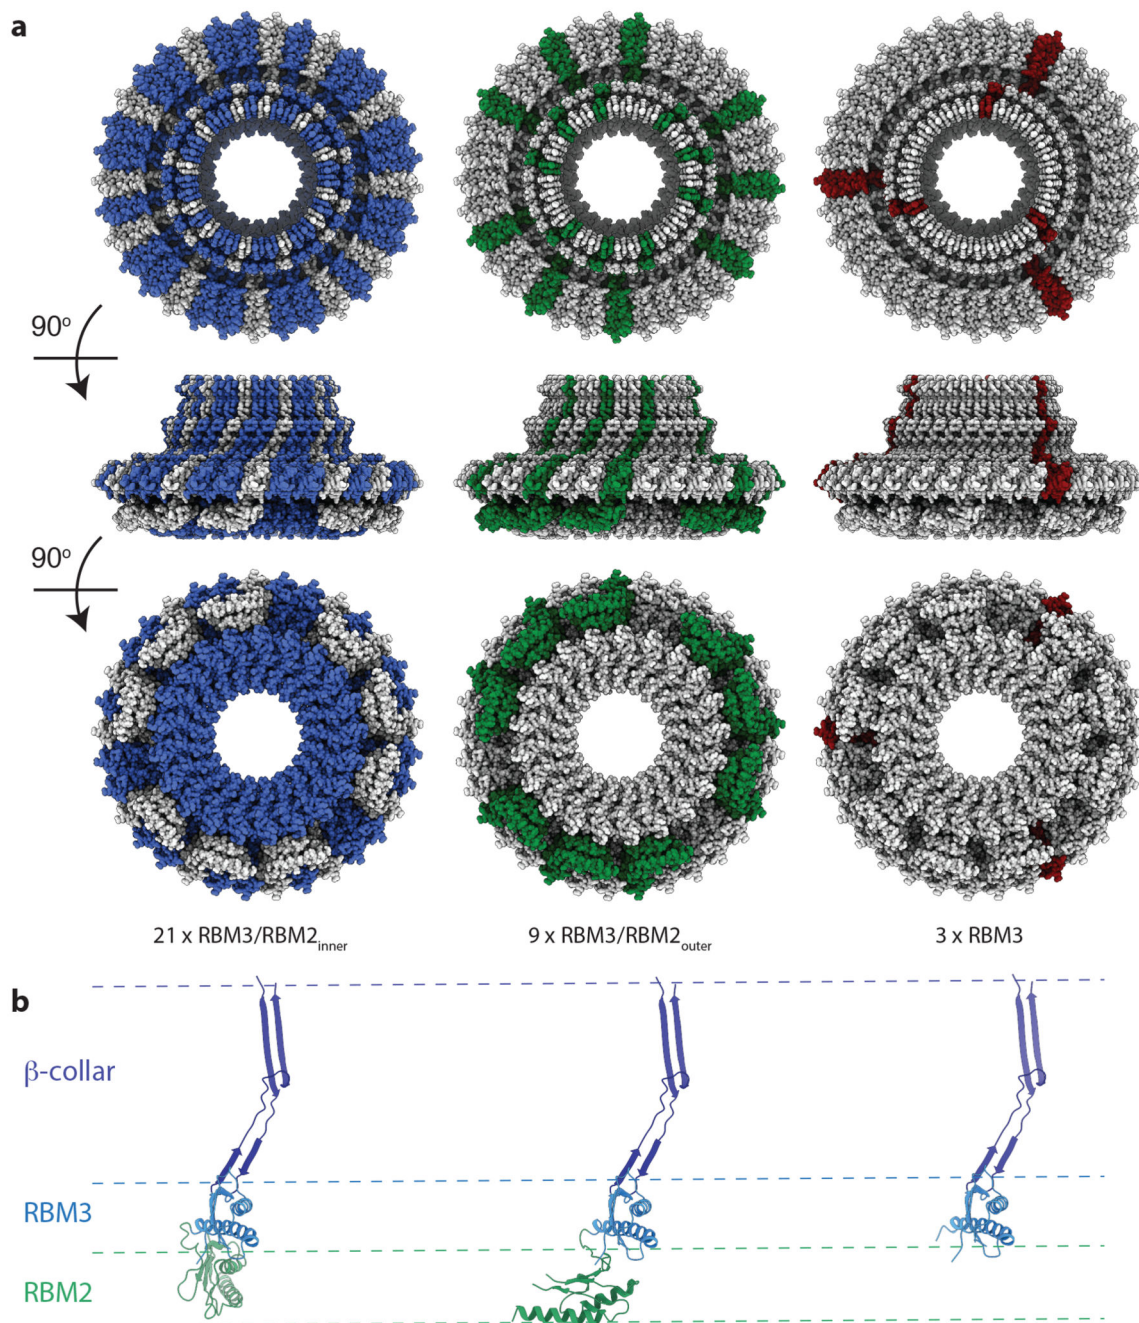 a
90°
90°
21 x RBM3/RBM2inner
9 x RBM3/RBM2outer
3 x RBM3
b
β-collar
RBM3
RBM2